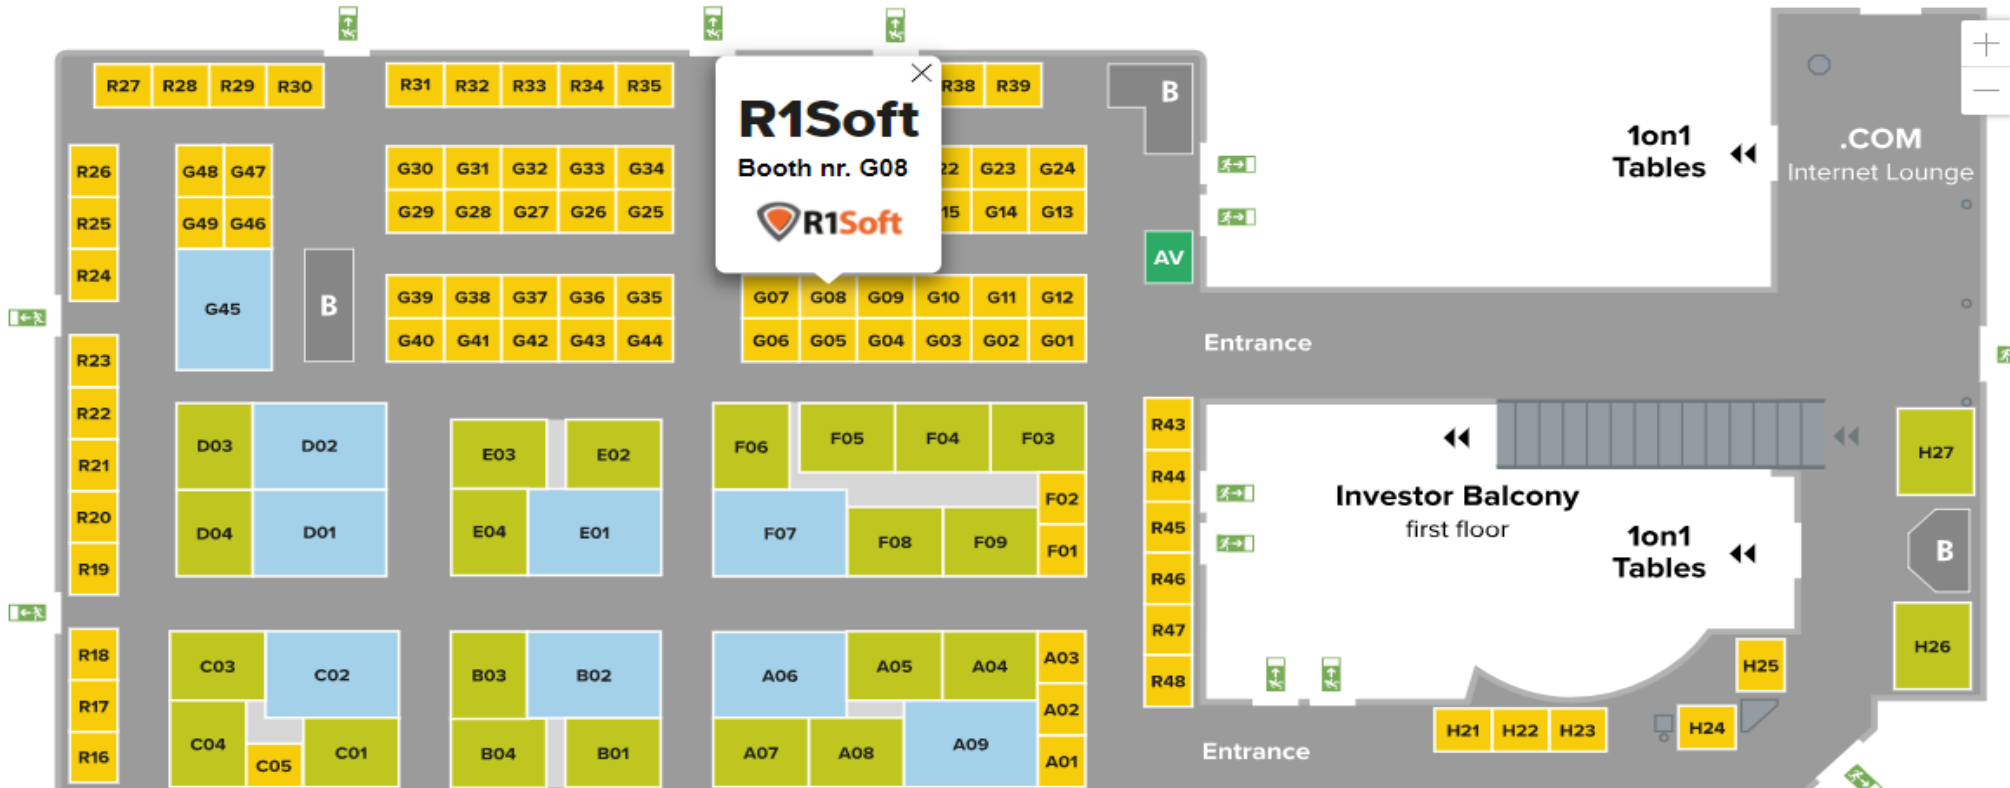 R27 R28 R29 R30 R31 R32 R33 R34 R35 R38 R39
R1Soft
Booth nr. G08
R1Soft
B
1on1
Tables
.COM
Internet Lounge
R26 G48 G47 G30 G31 G32 G33 G34 22 G23 G24
R25 G49 G46 G29 G28 G27 G26 G25 15 G14 G13
R24 G45 B AV
G39 G38 G37 G36 G35 G07 G08 G09 G10 G11 G12
G40 G41 G42 G43 G44 G06 G05 G04 G03 G02 G01
Entrance
R23
R22
R21
R20
R19
D03 D02 E03 E02 F06 F05 F04 F03
D04 D01 E04 E01 F07 F08 F09 F02
F01
R43
R44
R45
R46
R47
R48
Investor Balcony
first floor
1on1
Tables
H27
B
H26
R18
R17
R16
C03 C02 B03 B02 A06 A05 A04 A03
A02
C04 C05 C01 B04 B01 A07 A08 A09 A01
Entrance
H21 H22 H23 H24 H25